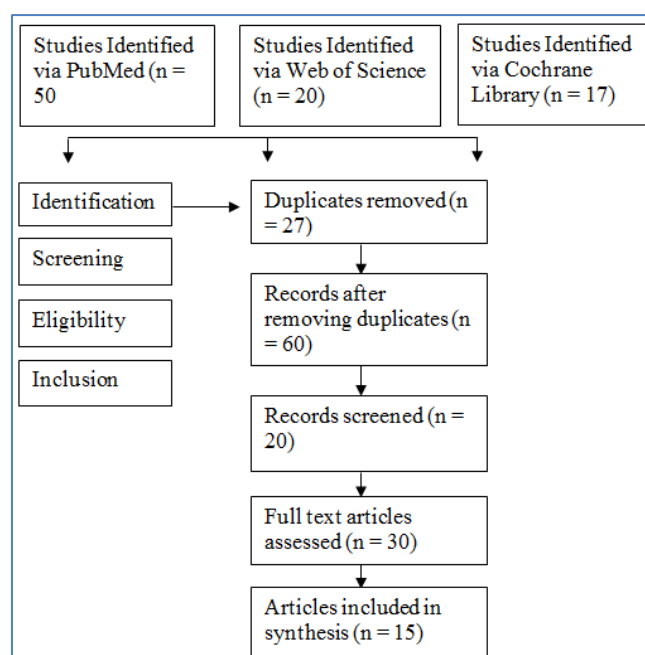 Studies Identified
via PubMed (n =
50
Studies Identified
via Web of Science
(n = 20)
Studies Identified
via Cochrane
Library (n = 17)
Identification
Duplicates removed (n
= 27)
Screening
Records after
removing duplicates (n
= 60)
Eligibility
Inclusion
Records screened (n =
20)
Full text articles
assessed (n = 30)
Articles included in
synthesis (n = 15)